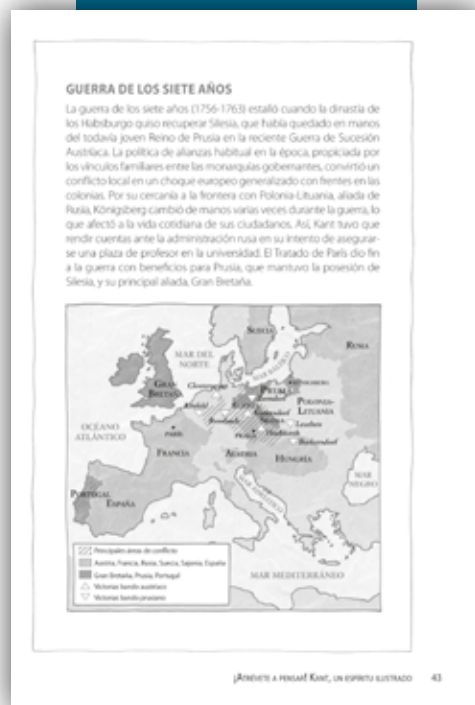 GUERRA DE LOS SIETE AÑOS
La guerra de los siete años (1756-1763) estalló cuando la dinastía de
los Habsburgo quiso recuperar Silesia, que había quedado en manos
del todavía joven Reino de Prusia en la reciente Guerra de Sucesión
Austríaca. La política de alianzas habitual en la época, propiciada por
los vínculos familiares entre las monarquías gobernantes, convirtió un
conflicto local en un choque europeo generalizado con frentes en las
colonias. Por su cercanía a la frontera con Polonia-Lituania, aliada de
Rusia, Königsberg cambió de manos varias veces durante la guerra, lo
que afectó a la vida cotidiana de sus ciudadanos. Así, Kant tuvo que
rendir cuentas ante la administración rusa en su intento de asegurar-
se una plaza de profesor en la universidad. El Tratado de París dio fin
a la guerra con beneficios para Prusia, que mantuvo la posesión de
Silesia, y su principal aliada, Gran Bretaña.
SUECIA
RUSIA
MAR DEL
NORTE
MAR BÁLTICO
GRAN
BRETAÑA
PRUSIA
POLONIA-
LITUANIA
Leuthen
OCÉANO
ATLÁNTICO
FRANCIA
AUSTRIA
HUNGRÍA
MAR
NEGRO
MAR ADRIÁTICO
PORTUGAL
ESPAÑA
MAR MEDITERRÁNEO
Principales áreas de conflicto
Austria, Francia, Rusia, Suecia, Sajonia, España
Gran Bretaña, Prusia, Portugal
Victorias bando austríaco
Victorias bando prusiano
¡ATRÉVETE A PENSAR! KANT, UN ESPÍRITU ILUSTRADO 43